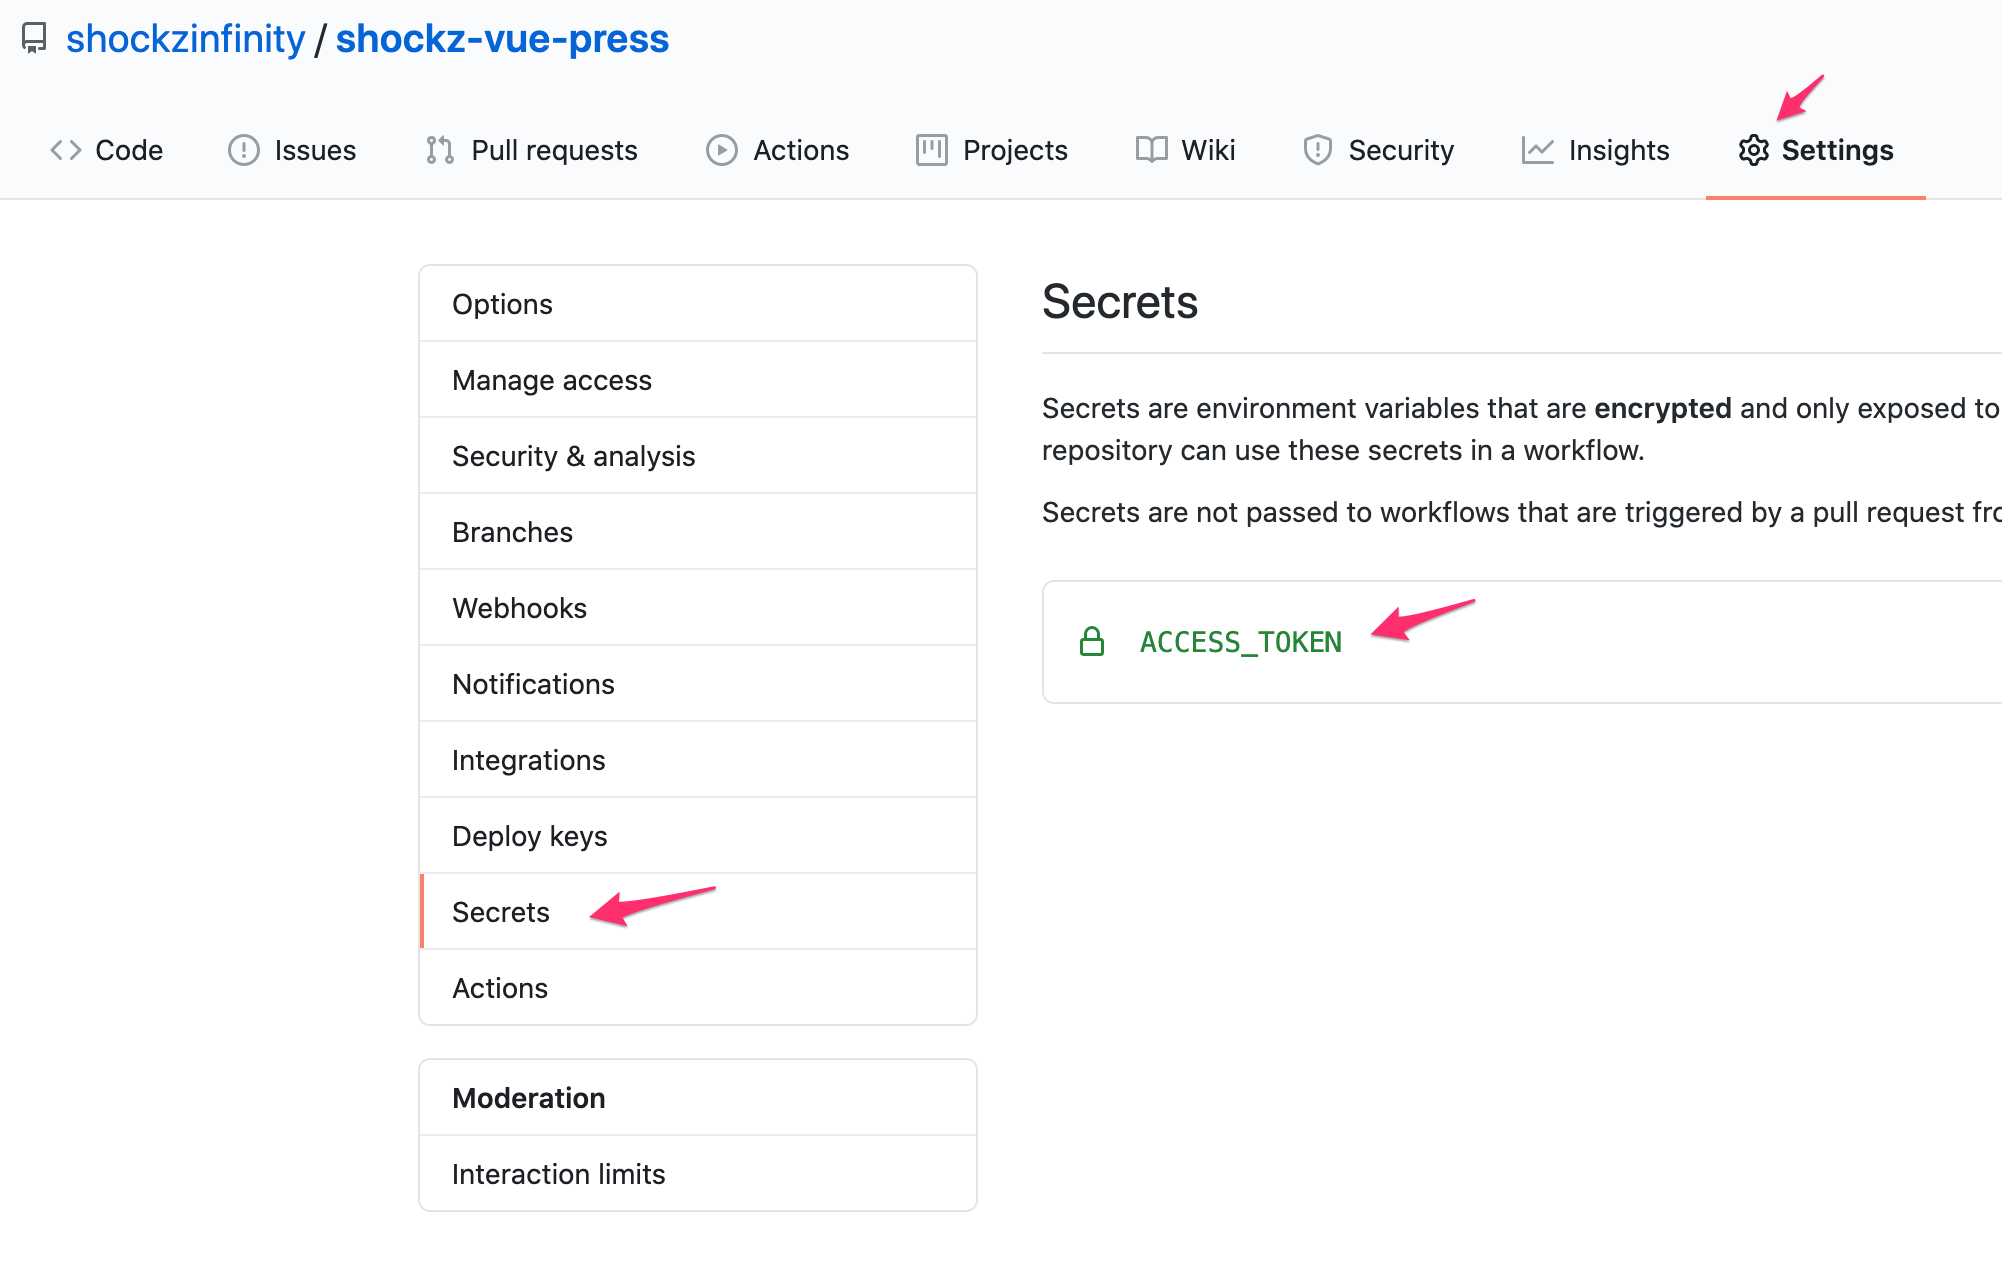 shockzinfinity / shockz-vue-press
Code Issues Pull requests Actions Projects Wiki Security Insights Settings
Options
Manage access
Security & analysis
Branches
Webhooks
Notifications
Integrations
Deploy keys
Secrets
Actions
Moderation
Interaction limits
Secrets
Secrets are environment variables that are encrypted and only exposed to
repository can use these secrets in a workflow.
Secrets are not passed to workflows that are triggered by a pull request
ACCESS_TOKEN